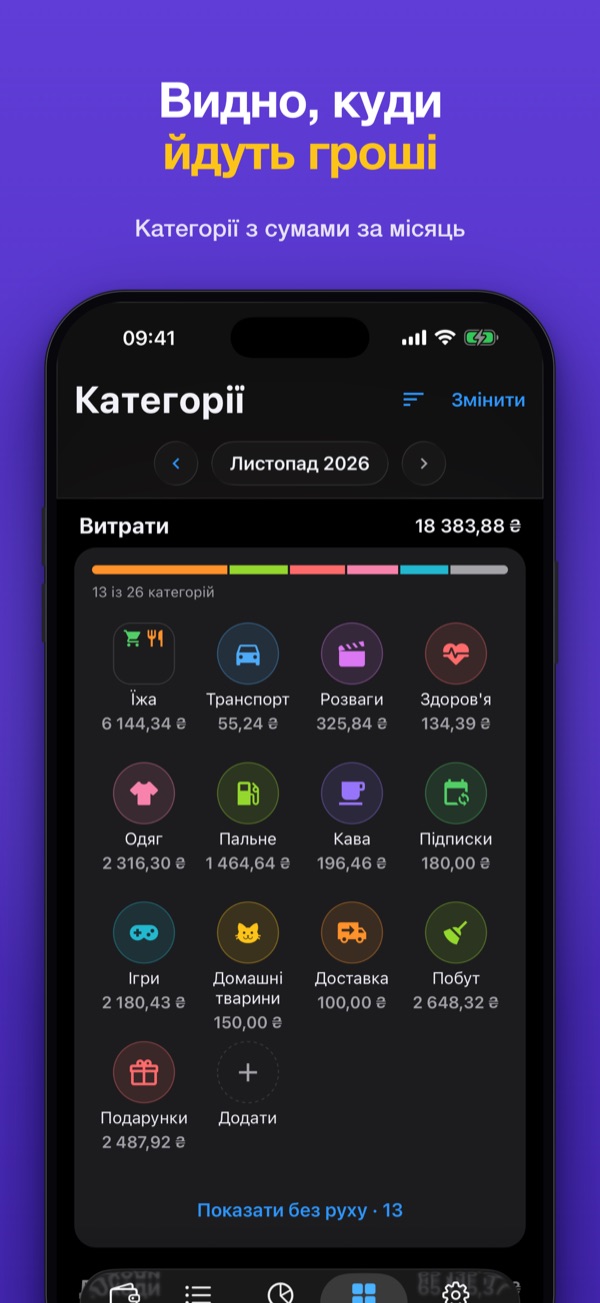 Видно, куди
йдуть гроші
Категорії з сумами за місяць
09:41
Категорії
Змінити
Листопад 2026
Витрати
18 383,88 ₴
13 із 26 категорій
Їжа Транспорт Розваги Здоров'я
6 144,34 ₴ 55,24 ₴ 325,84 ₴ 134,39 ₴
Одяг Пальне Кава Підписки
2 316,30 ₴ 1 464,64 ₴ 196,46 ₴ 180,00 ₴
Ігри Домашні тварини Доставка Побут
2 180,43 ₴ 150,00 ₴ 100,00 ₴ 2 648,32 ₴
Подарунки Додати
2 487,92 ₴
Показати без руху · 13